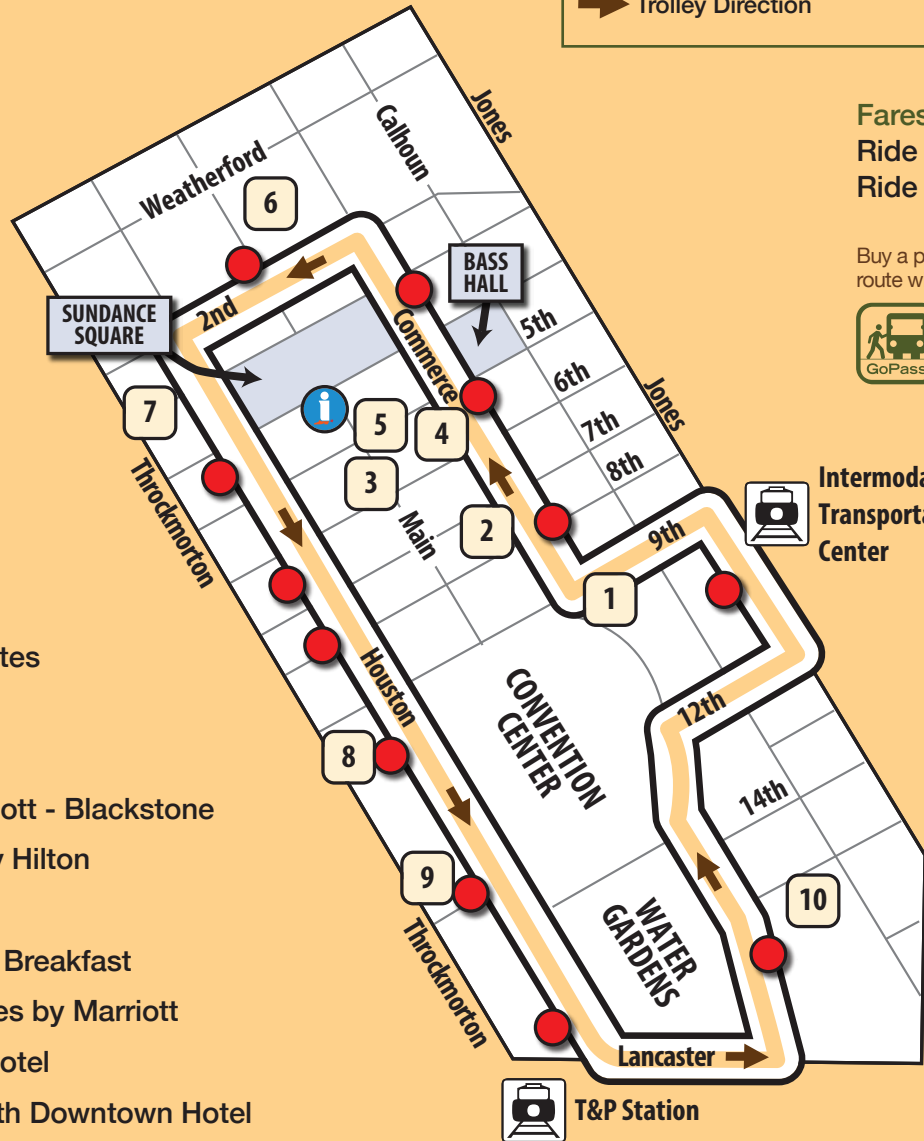 Trolley Direction
Jones
Calhoun
Weatherford
6
Fares
Ride
Ride
BASS
HALL
Buy a p
route w
2nd
SUNDANCE
SQUARE
Commerce
5th
GoPass
6th
Jones
7
5
4
7th
8th
Throckmorton
3
Main
2
9th
Intermoda
Transporta
Center
1
tes
Houston
CONVENTION
CENTER
12th
8
14th
ott - Blackstone
y Hilton
9
10
WATER
GARDENS
Breakfast
Throckmorton
es by Marriott
otel
Lancaster
th Downtown Hotel
T&P Station